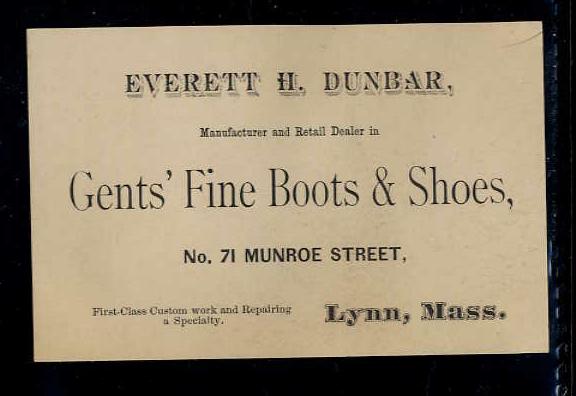 EVERETT H. DUNBAR,
Manufacturer and Retail Dealer in
Gents' Fine Boots & Shoes,
No. 71 MUNROE STREET,
First-Class Custom work and Repairing
a Specialty.
Lynn, Mass.